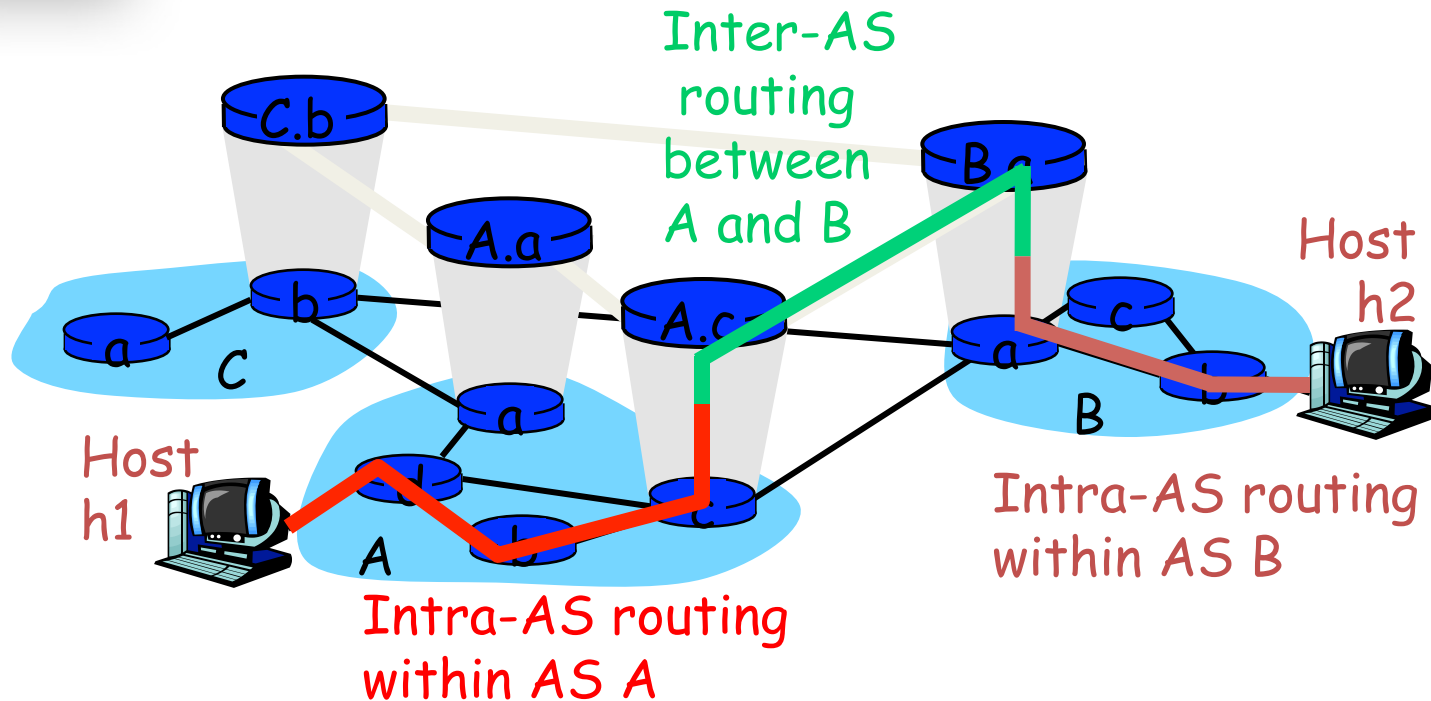 Inter-AS
routing
between
A and B
C.b
B.a
A.a
A.c
Host
h2
b
a
C
a
c
a
b
B
Host
h1
d
c
b
A
Intra-AS routing
within AS B
Intra-AS routing
within AS A